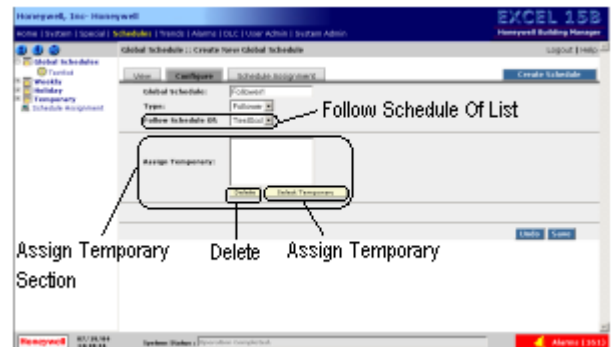 Honeywell, Inc- Honeywell
EXCEL 15B
Home | System | Special | Schedules | Trends | Alarms | DLC | User Admin | System Admin
Honeywell Building Manager
Global Schedule :: Create New Global Schedule
Logout | Help
Global Schedules
Weekly
Holiday
Temporary
Schedule Assignment
View
Configure
Schedule Assignment
Create Schedule
Global Schedule:
Type: Follower
Follow Schedule Of:
Follow Schedule Of List
Assign Temporary:
Delete
Select Temporary
Undo
Save
Assign Temporary
Section
Delete
Assign Temporary
Honeywell
System Status : Operation Completed
Alarms (351)